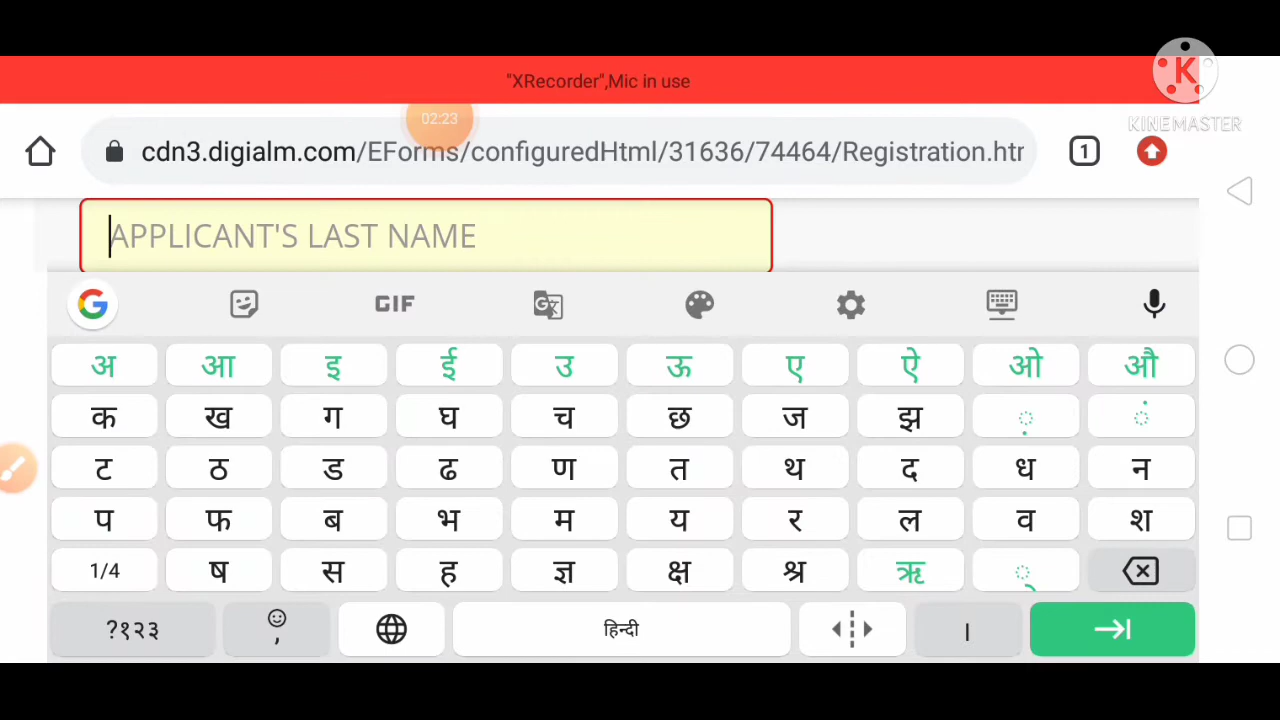 "XRecorder",Mic in use
K
KINEMASTER
02:23
cdn3.digialm.com/EForms/configuredHtml/31636/74464/Registration.htr
1
APPLICANT'S LAST NAME
G GIF G
अ आ इ ई उ ऊ ए ऐ ओ औ
क ख ग घ च छ ज झ ़ ं
ट ठ ड ढ ण त थ द ध न
प फ ब भ म य र ल व श
1/4 ष स ह ज्ञ क्ष श्र ऋ ्
?१२३ , हिन्दी ।